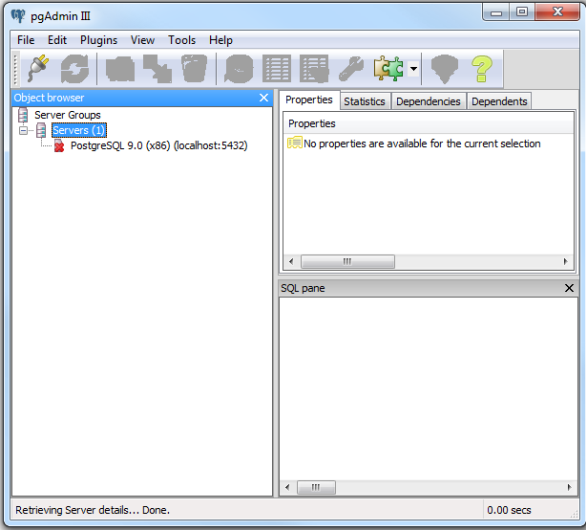 pgAdmin III
File Edit Plugins View Tools Help
Object browser
Server Groups
Servers (1)
PostgreSQL 9.0 (x86) (localhost:5432)
Properties Statistics Dependencies Dependents
Properties
No properties are available for the current selection
SQL pane
Retrieving Server details... Done. 0.00 secs